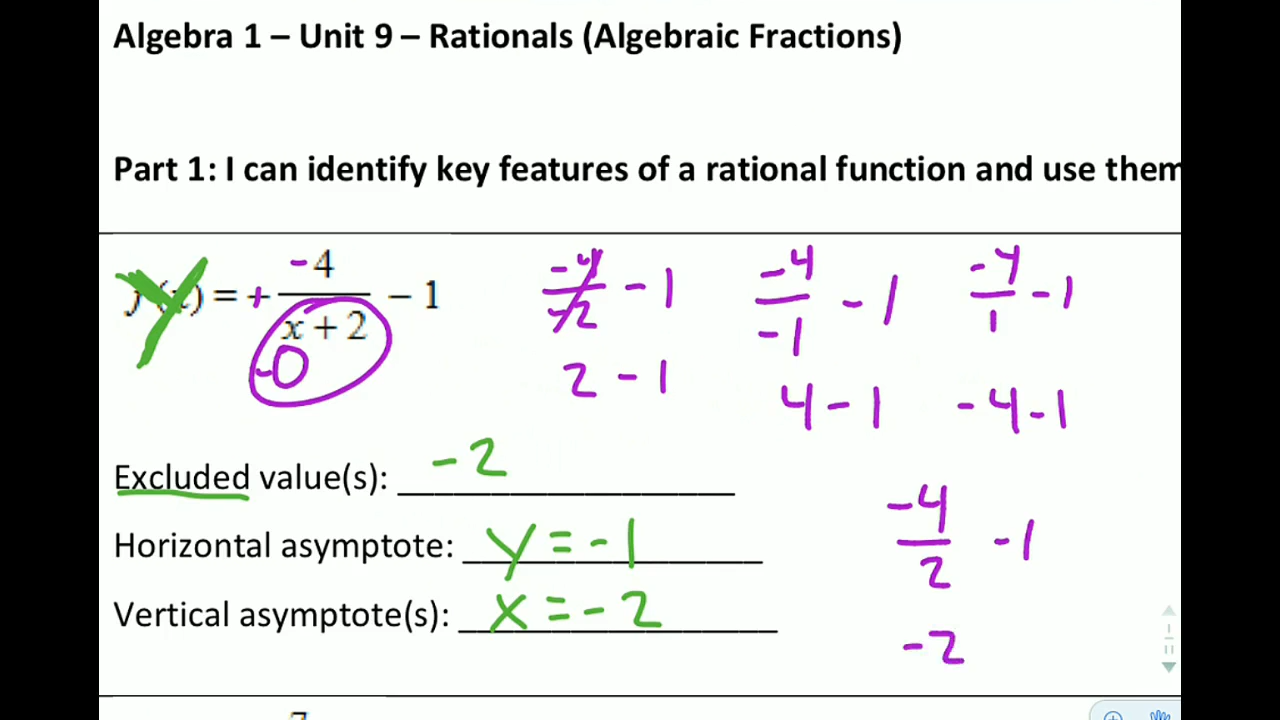 Algebra 1 – Unit 9 – Rationals (Algebraic Fractions)
Part 1: I can identify key features of a rational function and use them
y = + -4 / x + 2 − 1
-0
-4 / -2 - 1
2 - 1
-4 / -1 - 1
4 - 1
-4 / 1 - 1
-4 - 1
Excluded value(s): -2
Horizontal asymptote: y = -1
Vertical asymptote(s): x = -2
-4 / 2 - 1
-2